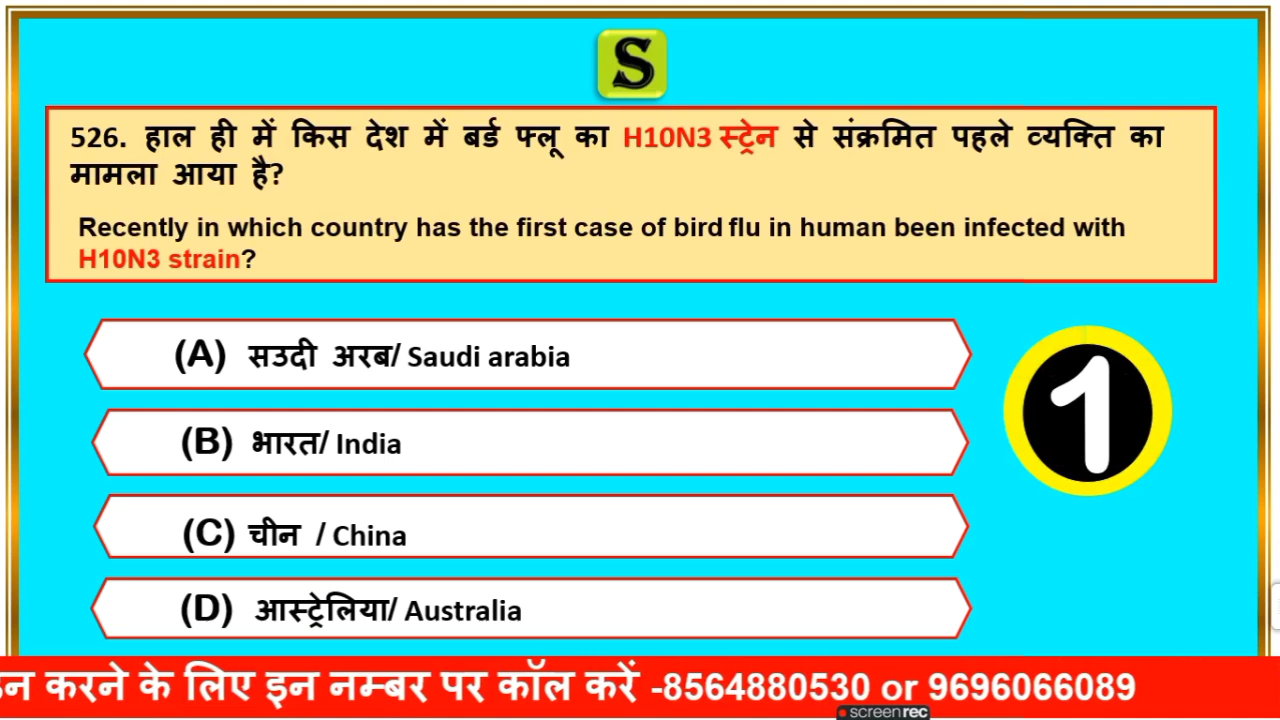 S
526. हाल ही में किस देश में बर्ड फ्लू का H10N3 स्ट्रेन से संक्रमित पहले व्यक्ति का
मामला आया है?
Recently in which country has the first case of bird flu in human been infected with
H10N3 strain?
(A) सउदी अरब/ Saudi arabia
(B) भारत/ India
1
(C) चीन / China
(D) आस्ट्रेलिया/ Australia
करने के लिए इन नम्बर पर कॉल करें -8564880530 or 9696066089
screenrec